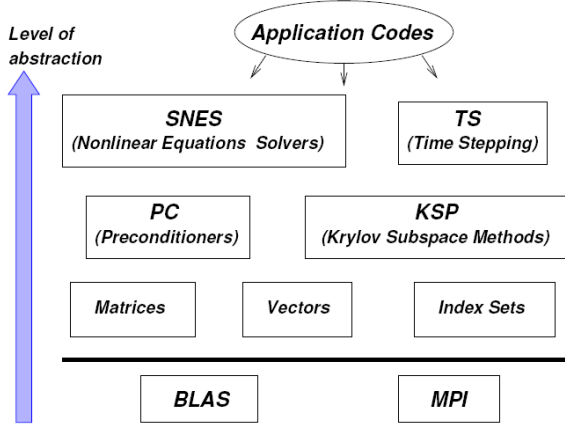 Level of
abstraction
Application Codes
SNES
(Nonlinear Equations Solvers)
TS
(Time Stepping)
PC
(Preconditioners)
KSP
(Krylov Subspace Methods)
Matrices
Vectors
Index Sets
BLAS
MPI